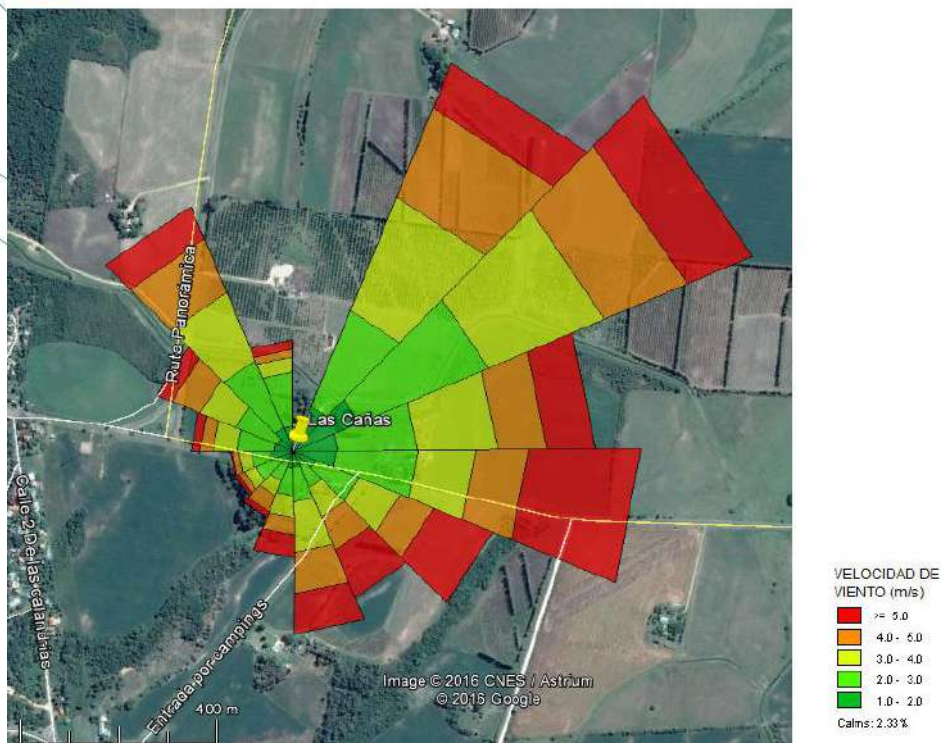 Ruta Panorámica
Las Cañas
Calle 2 De las calandrias
Entrada por campings
400 m
Image © 2016 CNES / Astrium
© 2016 Google
VELOCIDAD DE
VIENTO (m/s)
>= 5.0
4.0 - 5.0
3.0 - 4.0
2.0 - 3.0
1.0 - 2.0
Calms: 2.33%